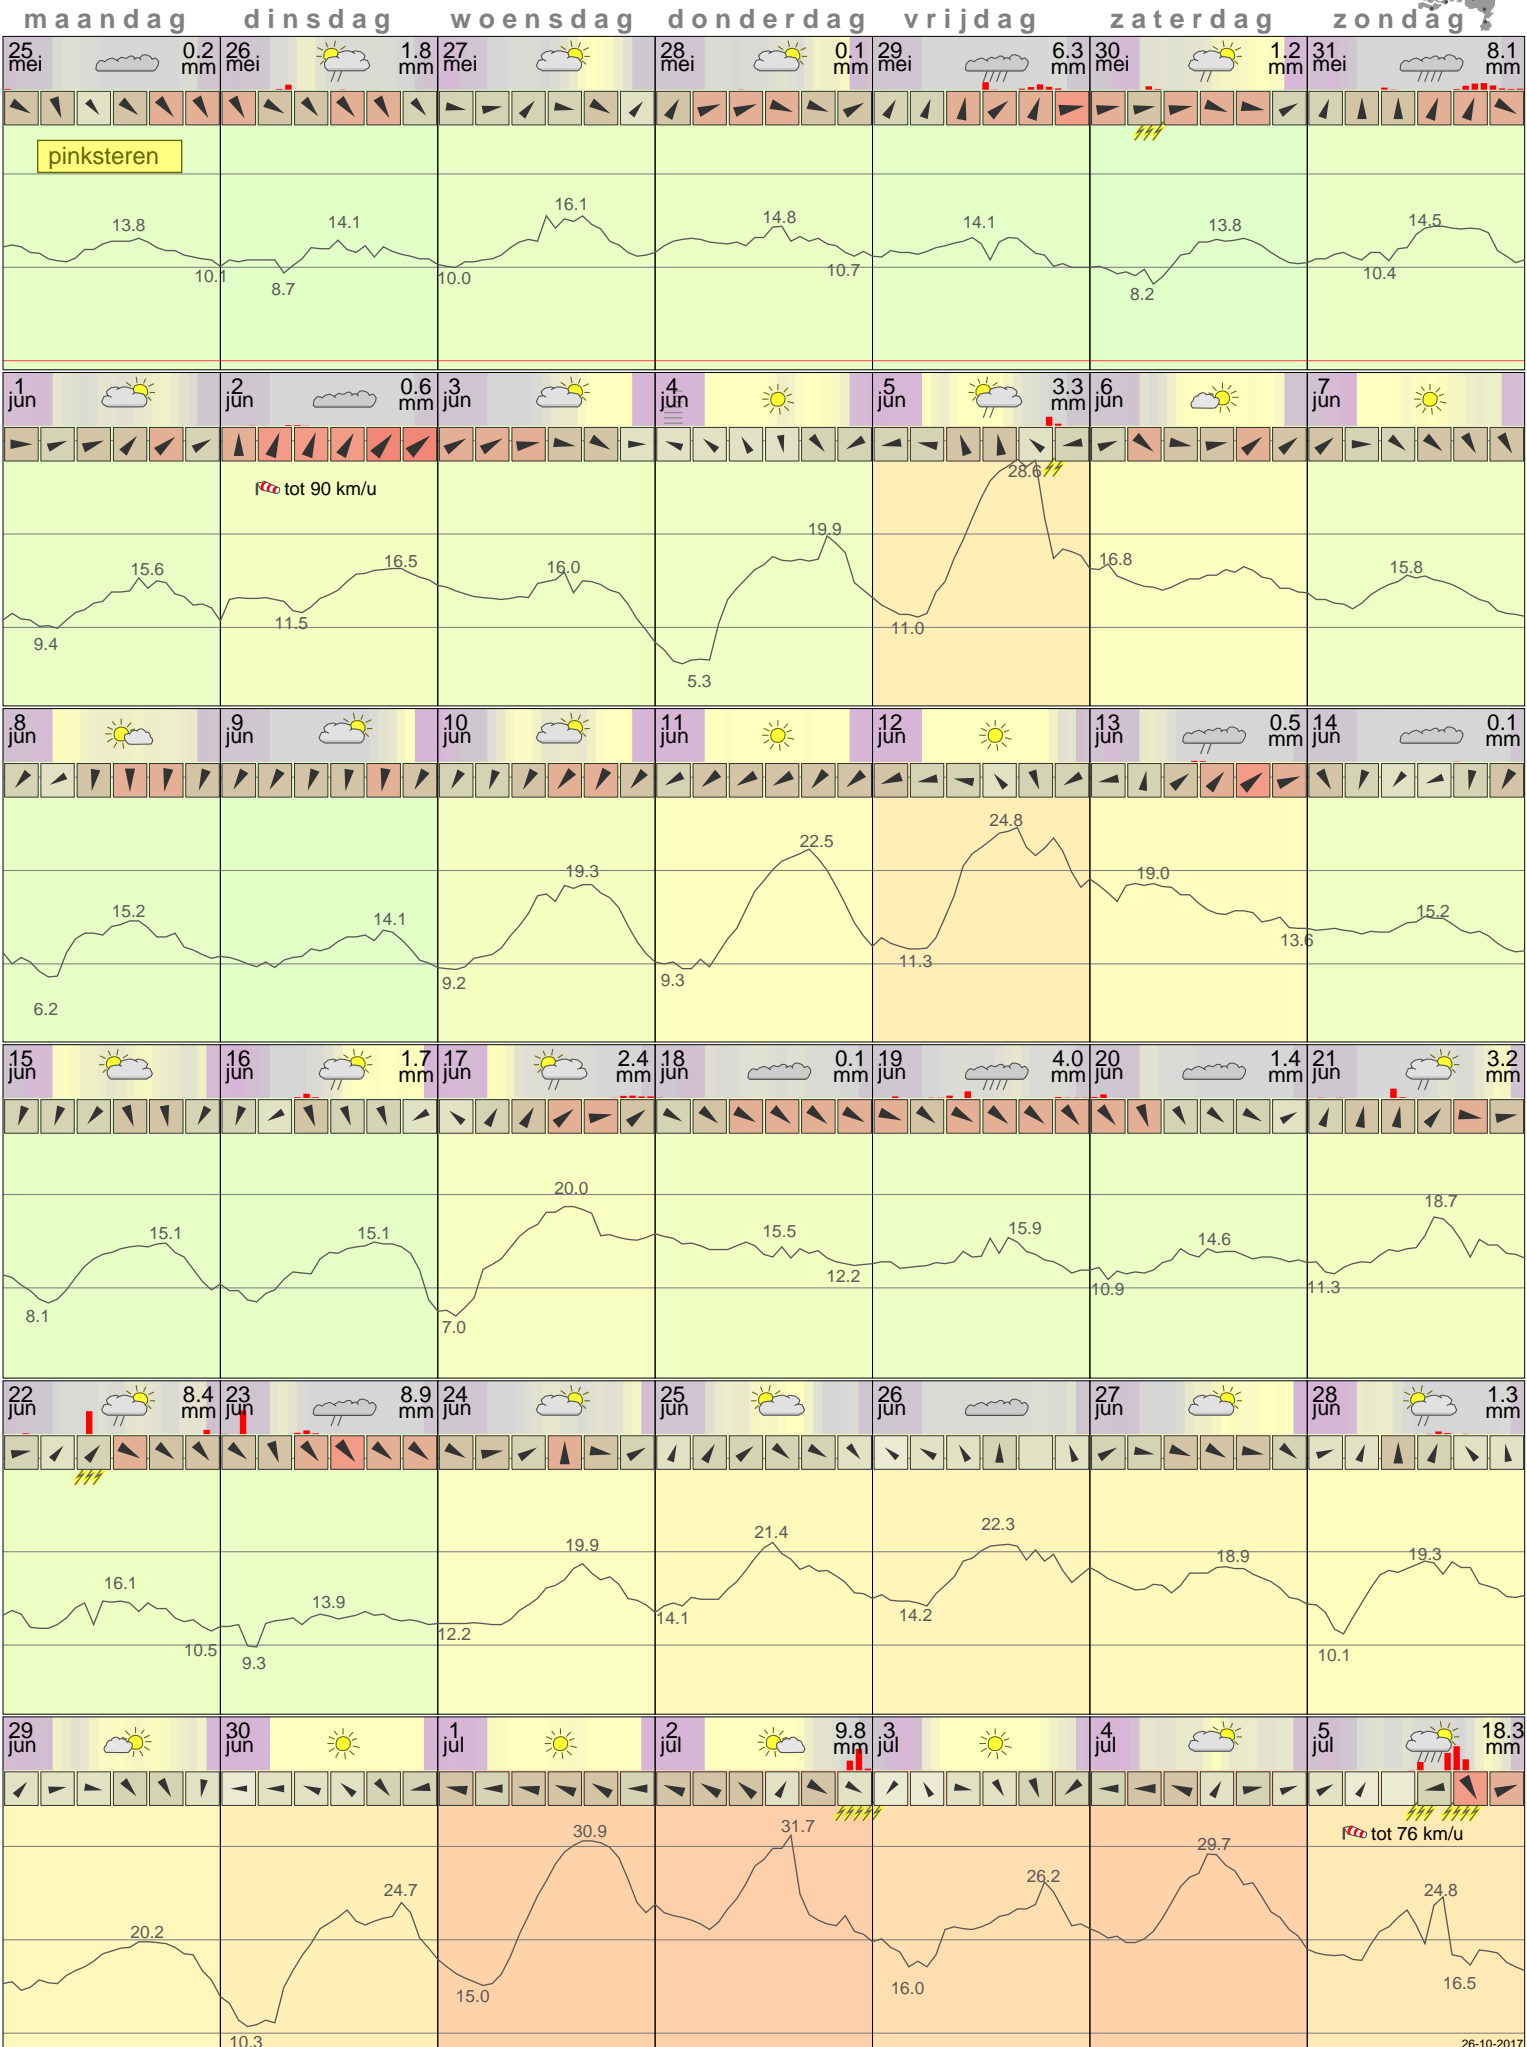 maandag dinsdag woensdag donderdag vrijdag zaterdag zondag
25 mei 0.2 mm 26 mei 1.8 mm 27 mei 28 mei 0.1 mm 29 mei 6.3 mm 30 mei 1.2 mm 31 mei 8.1 mm
pinksteren
13.8 10.1 14.1 8.7 16.1 10.0 14.8 10.7 14.1 13.8 8.2 14.5 10.4
1 jun 2 jun 0.6 mm 3 jun 4 jun 5 jun 3.3 mm 6 jun 7 jun
tot 90 km/u
15.6 9.4 16.5 11.5 16.0 19.9 5.3 28.6 11.0 16.8 15.8
8 jun 9 jun 10 jun 11 jun 12 jun 13 jun 0.5 mm 14 jun 0.1 mm
15.2 6.2 14.1 19.3 9.2 22.5 9.3 24.8 11.3 19.0 13.6 15.2
15 jun 16 jun 1.7 mm 17 jun 2.4 mm 18 jun 0.1 mm 19 jun 4.0 mm 20 jun 1.4 mm 21 jun 3.2 mm
15.1 8.1 15.1 20.0 7.0 15.5 12.2 15.9 14.6 10.9 18.7 11.3
22 jun 8.4 mm 23 jun 8.9 mm 24 jun 25 jun 26 jun 27 jun 28 jun 1.3 mm
16.1 10.5 13.9 9.3 19.9 12.2 21.4 14.1 22.3 14.2 18.9 19.3 10.1
29 jun 30 jun 1 jul 2 jul 9.8 mm 3 jul 4 jul 5 jul 18.3 mm
tot 76 km/u
20.2 24.7 10.3 30.9 15.0 31.7 26.2 16.0 29.7 24.8 16.5
26-10-2017